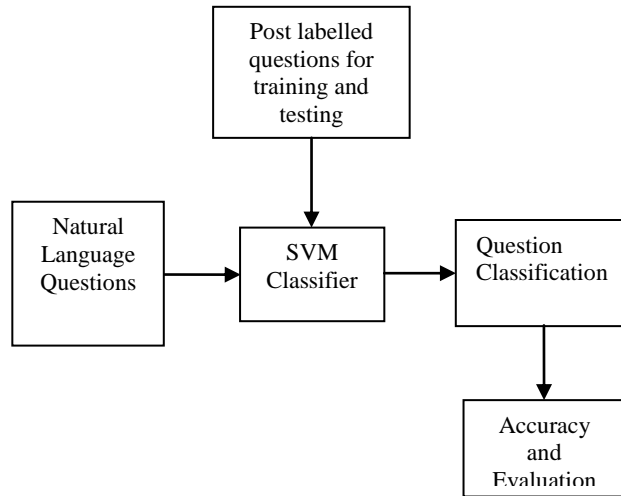 Post labelled
questions for
training and
testing
Natural
Language
Questions
SVM
Classifier
Question
Classification
Accuracy
and
Evaluation